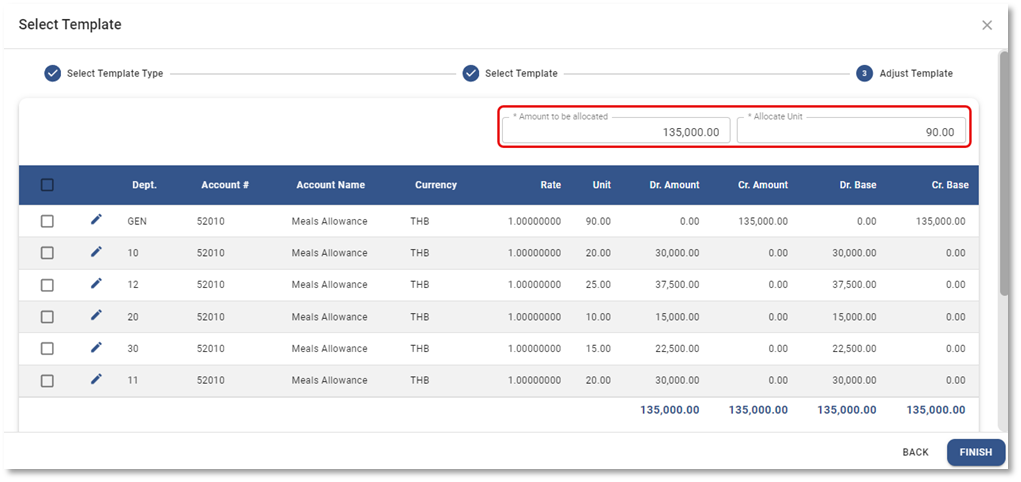 Select Template
Select Template Type Select Template 3 Adjust Template
* Amount to be allocated * Allocate Unit
135,000.00 90.00
Dept. Account # Account Name Currency Rate Unit Dr. Amount Cr. Amount Dr. Base Cr. Base
GEN 52010 Meals Allowance THB 1.00000000 90.00 0.00 135,000.00 0.00 135,000.00
10 52010 Meals Allowance THB 1.00000000 20.00 30,000.00 0.00 30,000.00 0.00
12 52010 Meals Allowance THB 1.00000000 25.00 37,500.00 0.00 37,500.00 0.00
20 52010 Meals Allowance THB 1.00000000 10.00 15,000.00 0.00 15,000.00 0.00
30 52010 Meals Allowance THB 1.00000000 15.00 22,500.00 0.00 22,500.00 0.00
11 52010 Meals Allowance THB 1.00000000 20.00 30,000.00 0.00 30,000.00 0.00
135,000.00 135,000.00 135,000.00 135,000.00
BACK FINISH